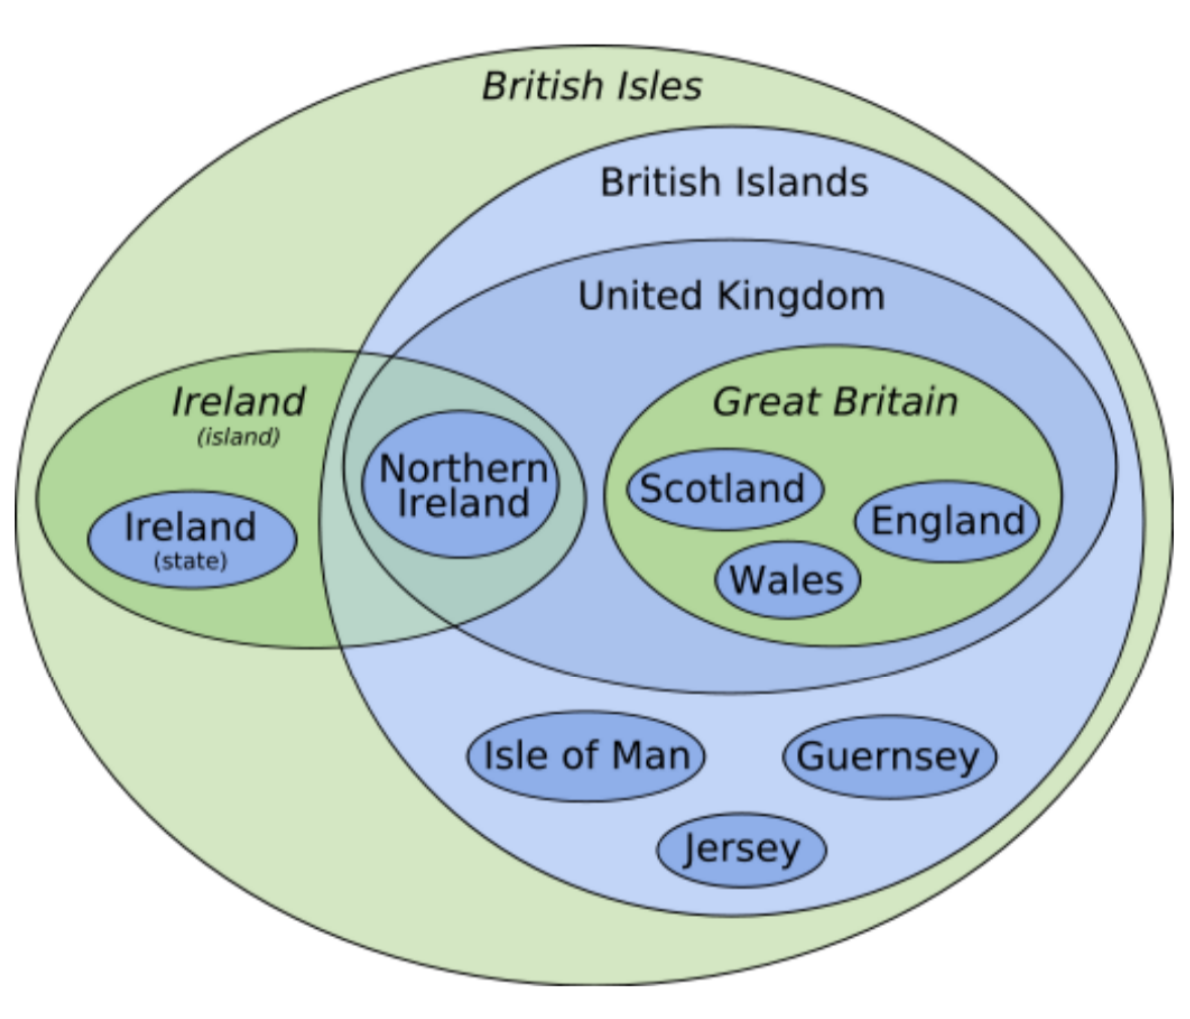 British Isles
British Islands
United Kingdom
Ireland
(island)
Great Britain
Northern
Ireland
Scotland
England
Ireland
(state)
Wales
Isle of Man
Guernsey
Jersey